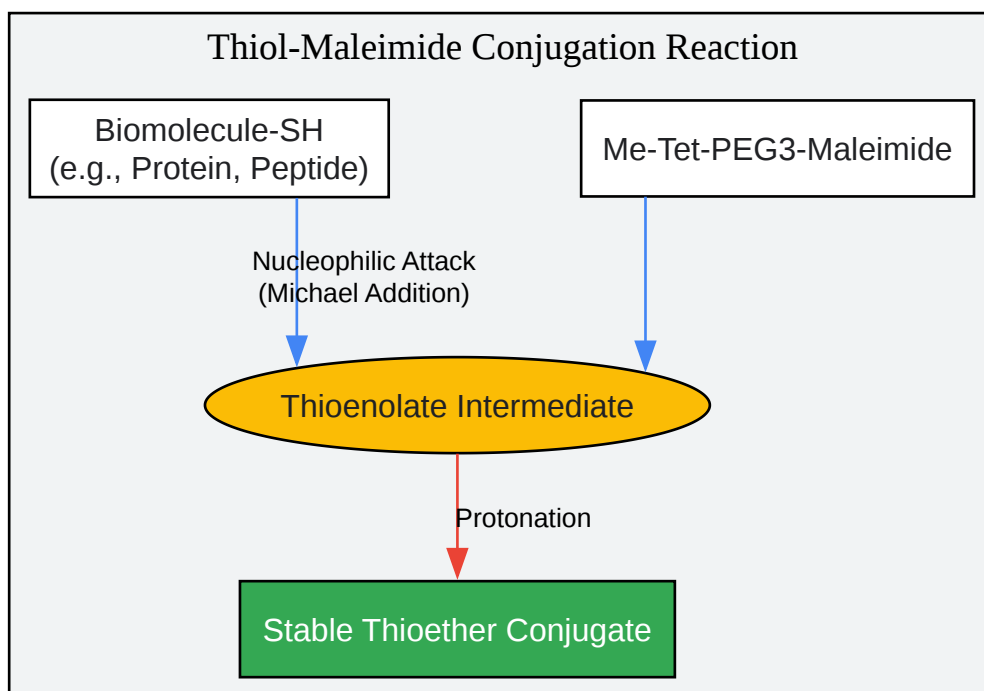 Thiol-Maleimide Conjugation Reaction
Biomolecule-SH
(e.g., Protein, Peptide)
Me-Tet-PEG3-Maleimide
Nucleophilic Attack
(Michael Addition)
Thioenolate Intermediate
Protonation
Stable Thioether Conjugate